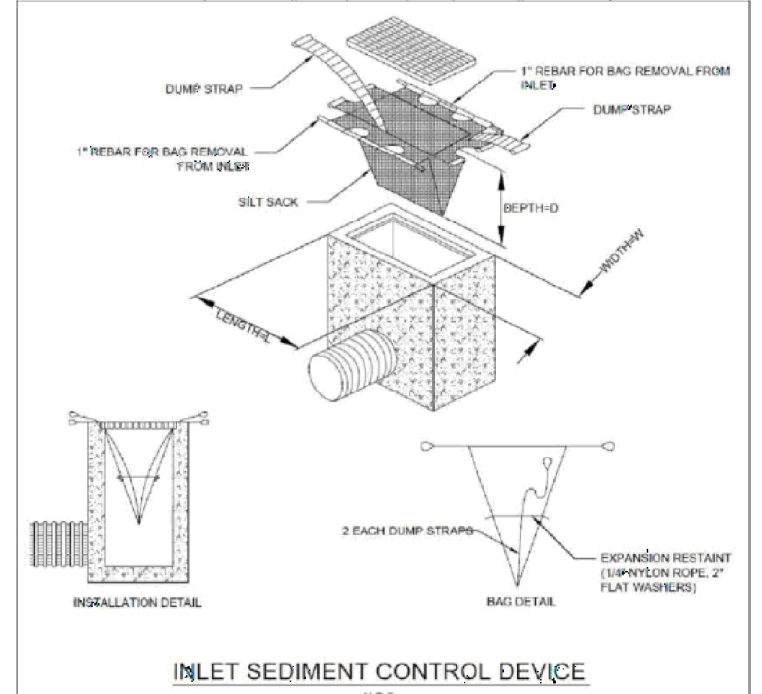 DUMP STRAP
1" REBAR FOR BAG REMOVAL FROM
INLET
DUMP STRAP
1" REBAR FOR BAG REMOVAL
FROM INLET
SILT SACK
DEPTH=D
WIDTH=W
LENGTH=L
2 EACH DUMP STRAPS
EXPANSION RESTAINT
(1/4" NYLON ROPE, 2"
FLAT WASHERS)
INSTALLATION DETAIL
BAG DETAIL
INLET SEDIMENT CONTROL DEVICE